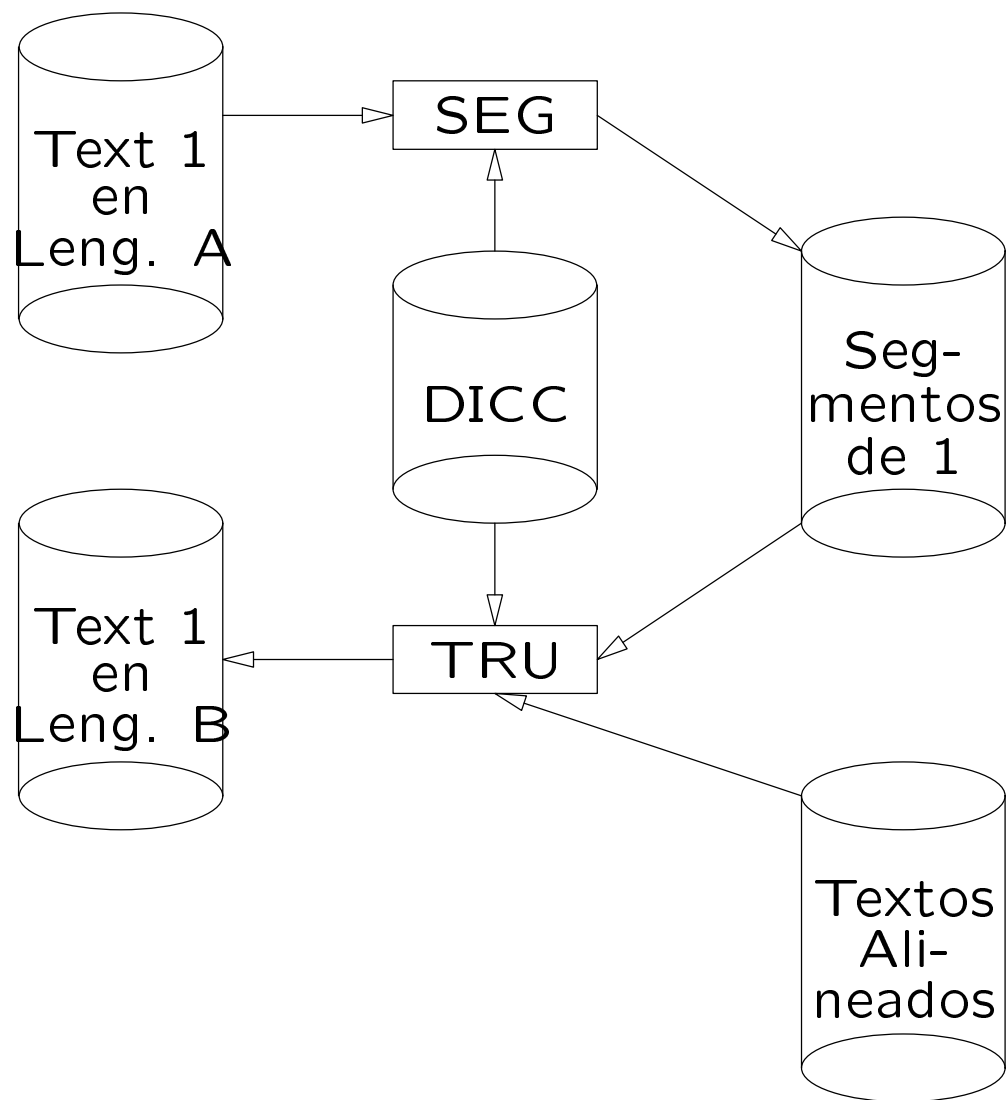 Text 1
en
Leng. A
SEG
DICC
Seg-
mentos
de 1
Text 1
en
Leng. B
TRU
Textos
Ali-
neados